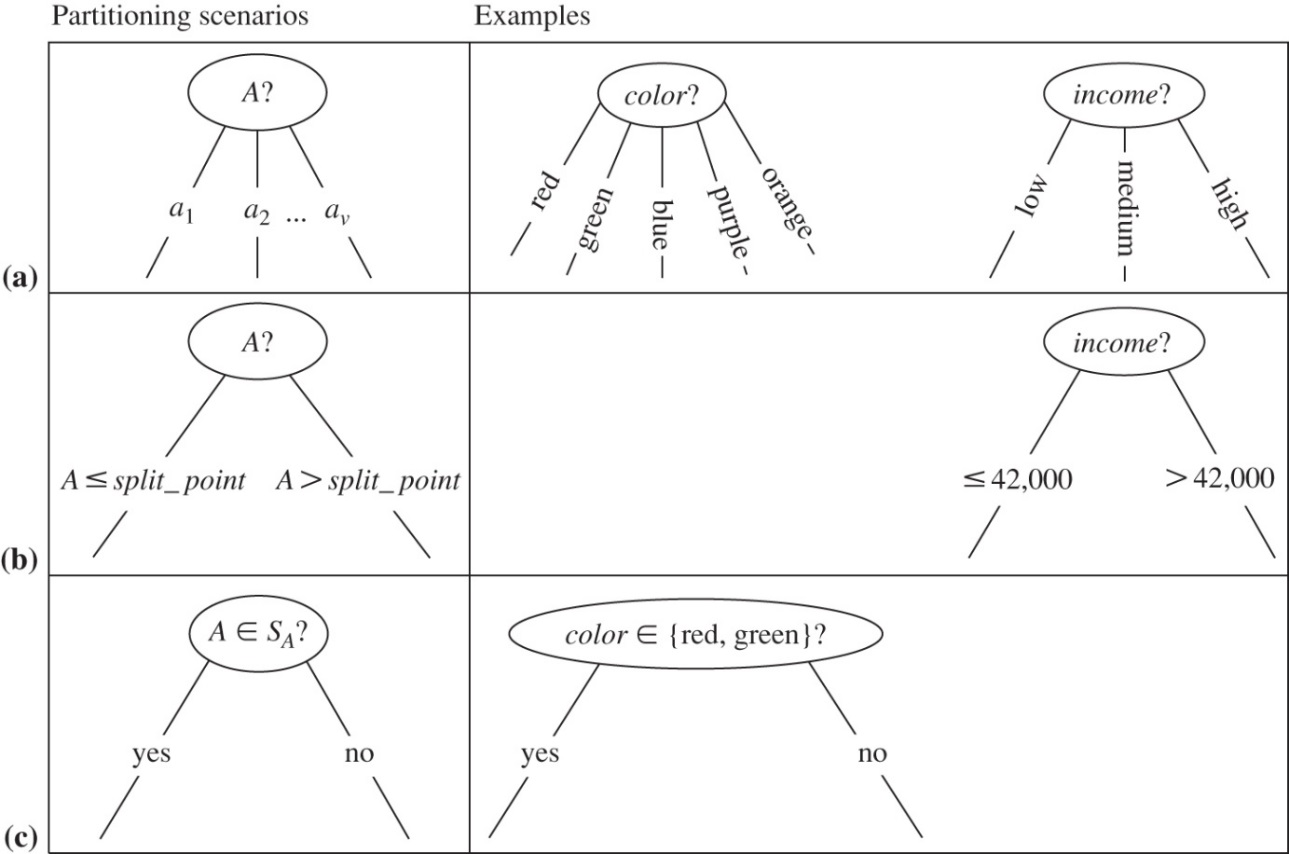 Partitioning scenarios Examples
A? color? income?
a1 a2 ... av red green blue purple orange low medium high
(a)
A? income?
A ≤ split_point A > split_point ≤ 42,000 > 42,000
(b)
A ∈ SA? color ∈ {red, green}?
yes no yes no
(c)